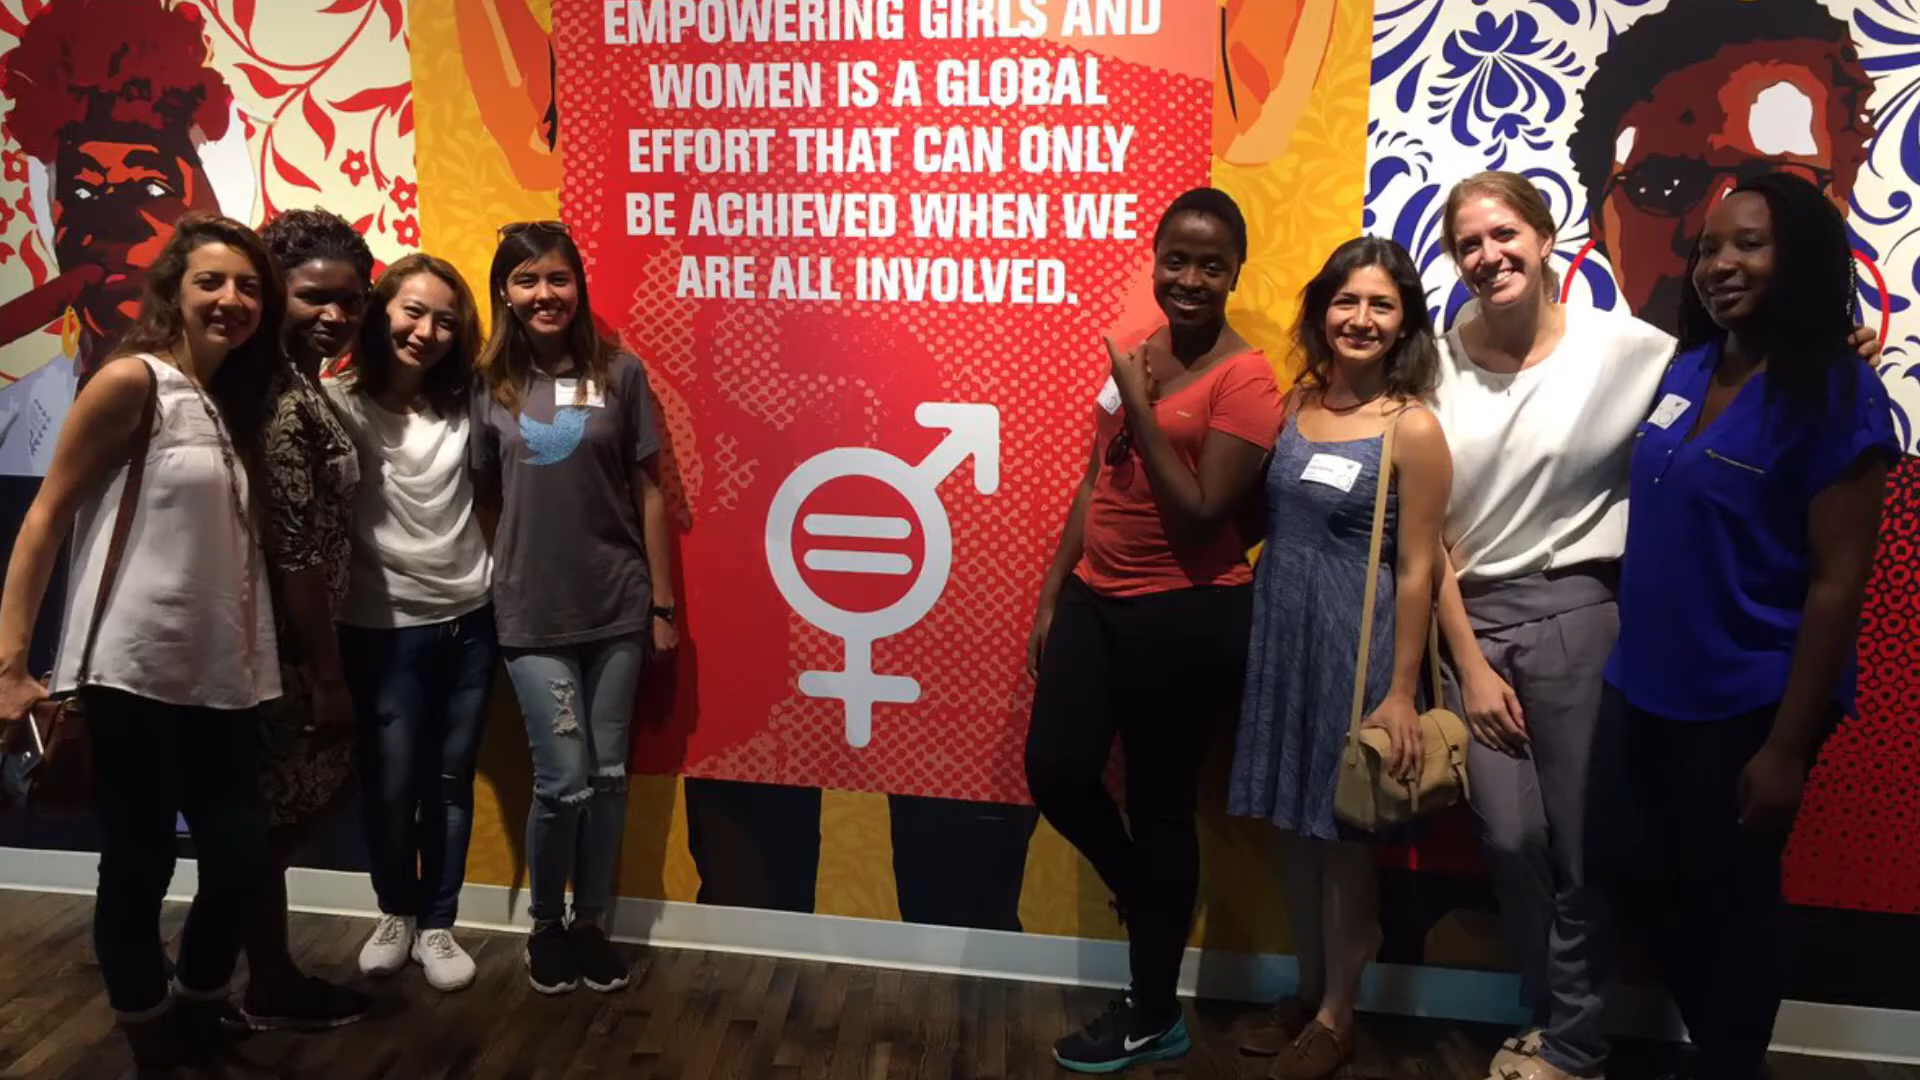 EMPOWERING GIRLS AND
WOMEN IS A GLOBAL
EFFORT THAT CAN ONLY
BE ACHIEVED WHEN WE
ARE ALL INVOLVED.